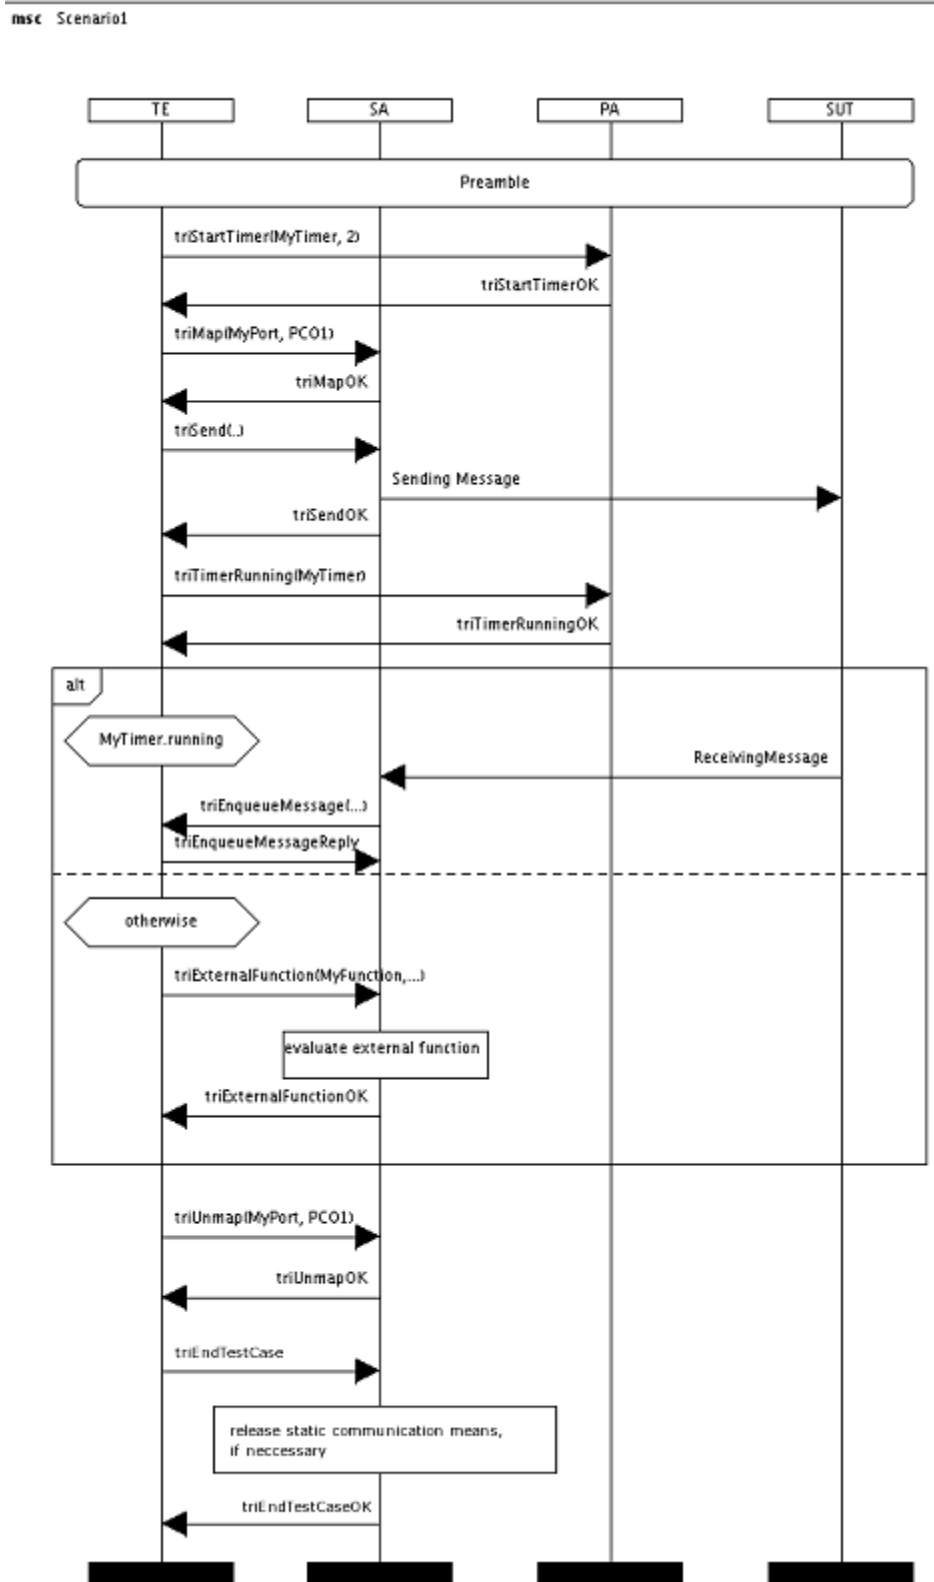 msc Scenario1
TE SA PA SUT
Preamble
triStartTimer(MyTimer, 2)
triStartTimerOK
triMap(MyPort, PCO1)
triMapOK
triSend(..)
Sending Message
triSendOK
triTimerRunning(MyTimer)
triTimerRunningOK
alt
MyTimer.running
ReceivingMessage
triEnqueueMessage(...)
triEnqueueMessageReply
otherwise
triExternalFunction(MyFunction,...)
evaluate external function
triExternalFunctionOK
triUnmap(MyPort, PCO1)
triUnmapOK
triEndTestCase
release static communication means,
if neccessary
triEndTestCaseOK